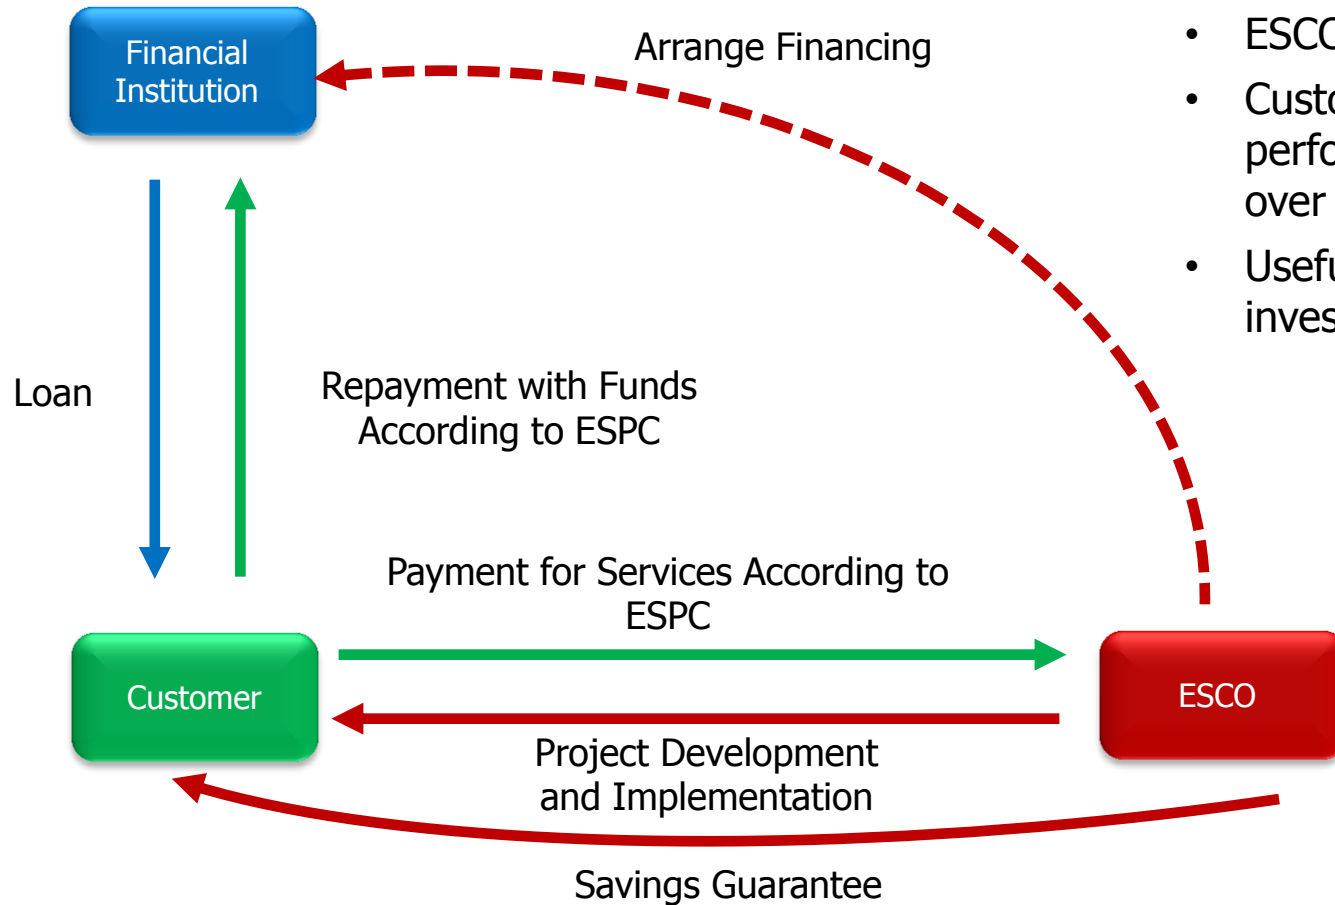 Financial
Institution
Arrange Financing
•
•
over
•
Loan
Repayment with Funds
According to ESPC
Payment for Services According to
ESPC
Customer
ESCO
Project Development
and Implementation
Savings Guarantee